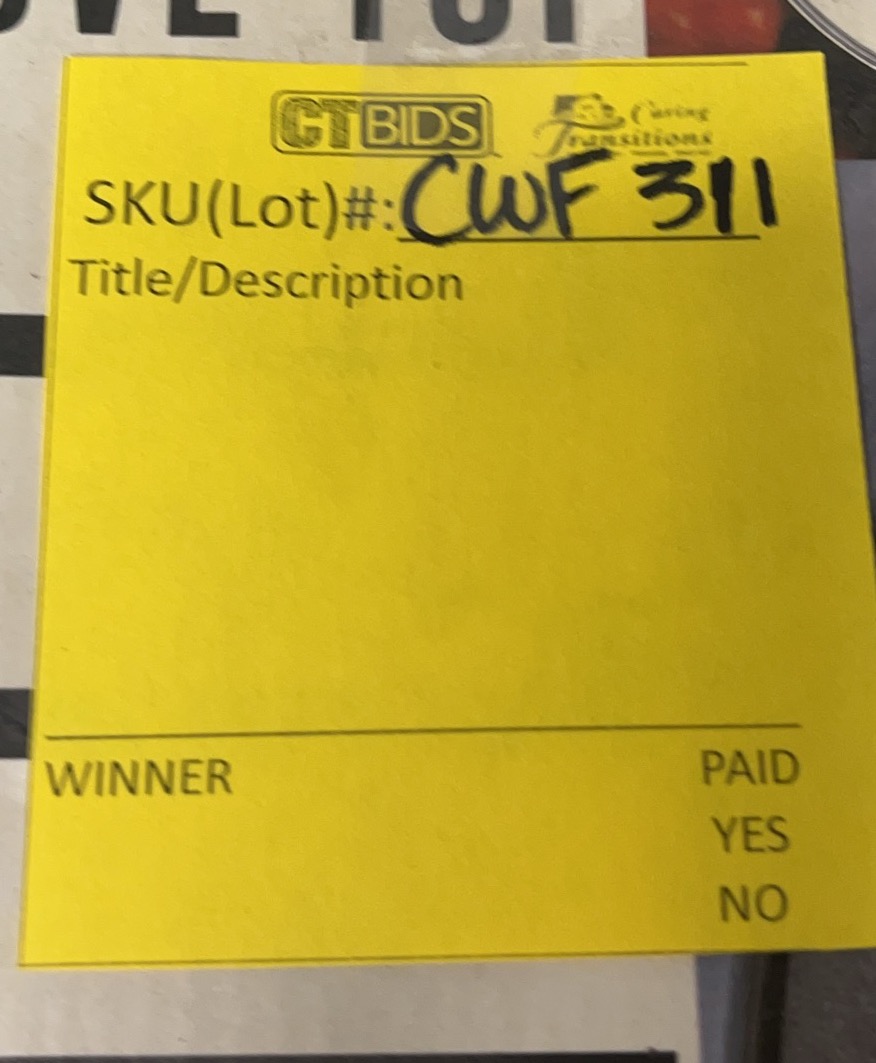 CTBIDS Caring Transitions
SKU(Lot)#: CWF 311
Title/Description
WINNER PAID
YES
NO